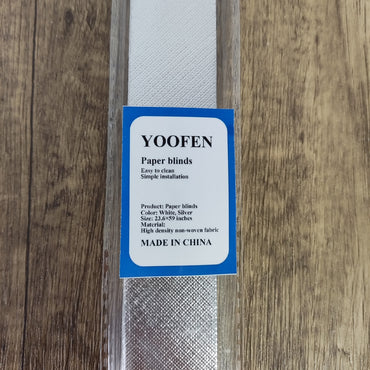 YOOFEN
Paper blinds
Easy to clean
Simple installation
Product: Paper blinds
Color: White, Silver
Size: 23.6×59 inches
Material:
High density non-woven fabric
MADE IN CHINA